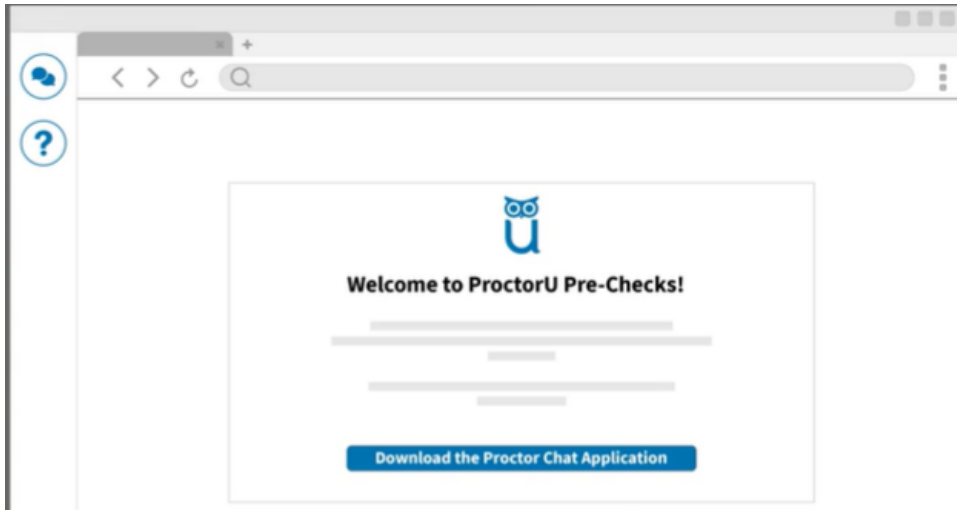 ?
u
Welcome to ProctorU Pre-Checks!
Download the Proctor Chat Application